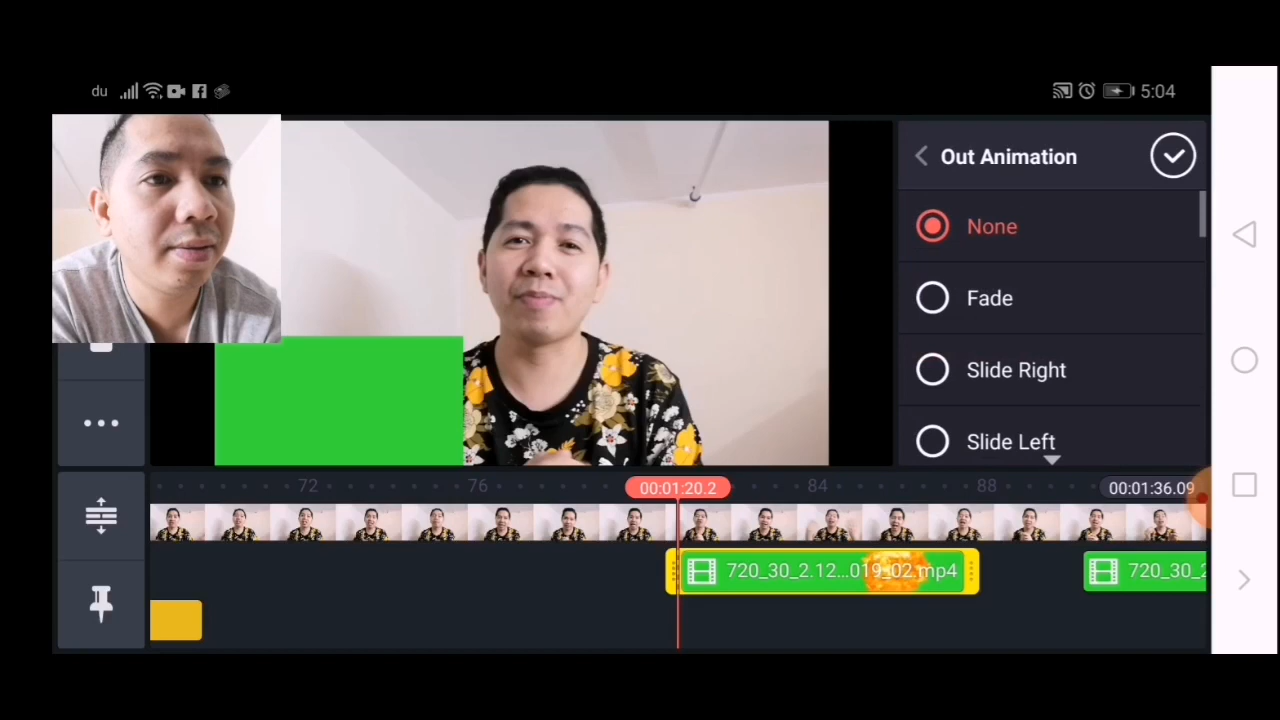 du
5:04
Out Animation
None
Fade
Slide Right
Slide Left
72
76
00:01:20.2
84
88
00:01:36.09
720_30_2.12...019_02.mp4
720_30_2